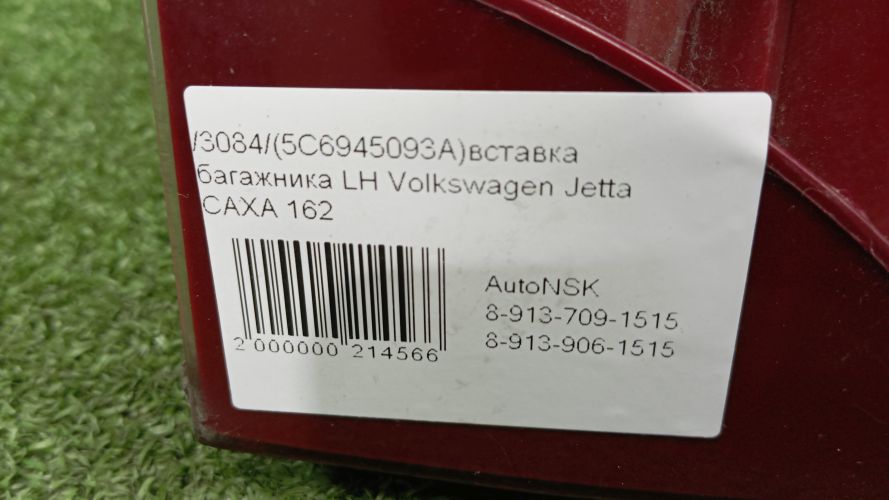 /3084/(5C6945093A)вставка
багажника LH Volkswagen Jetta
CAXA 162
2 000000 214566
AutoNSK
8-913-709-1515
8-913-906-1515